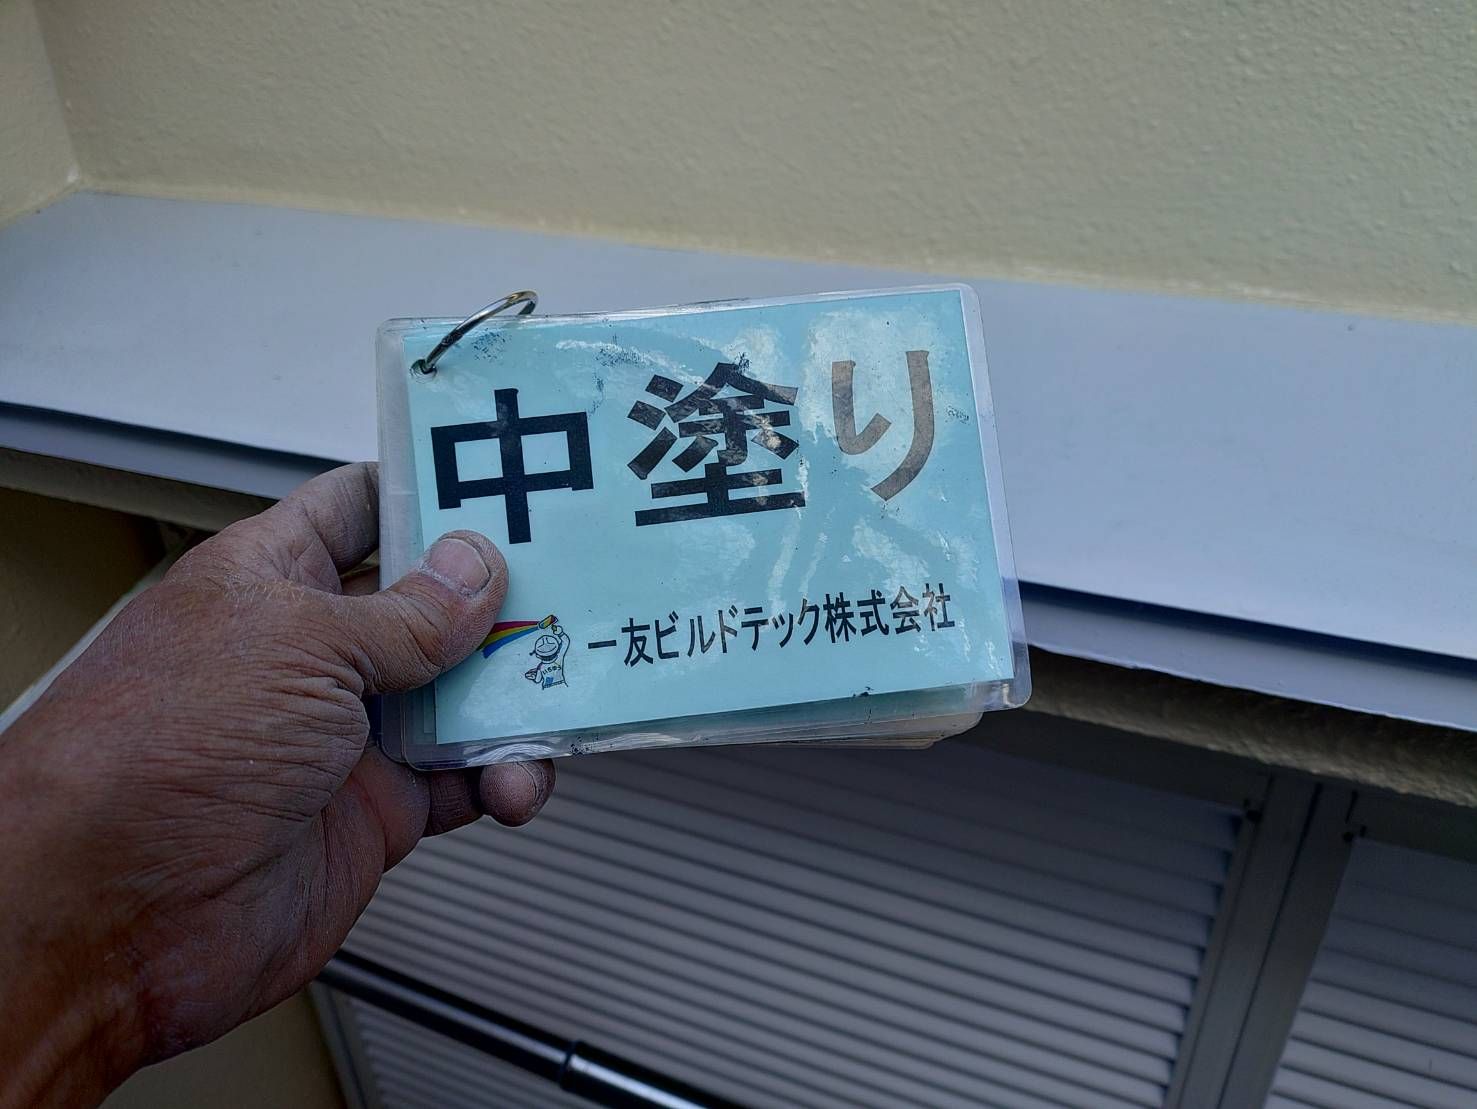 中塗り
一友ビルドテック株式会社